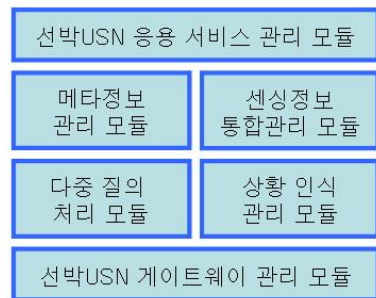 선박USN 응용 서비스 관리 모듈
메타정보
관리 모듈
센싱정보
통합관리 모듈
다중 질의
처리 모듈
상황 인식
관리 모듈
선박USN 게이트웨이 관리 모듈